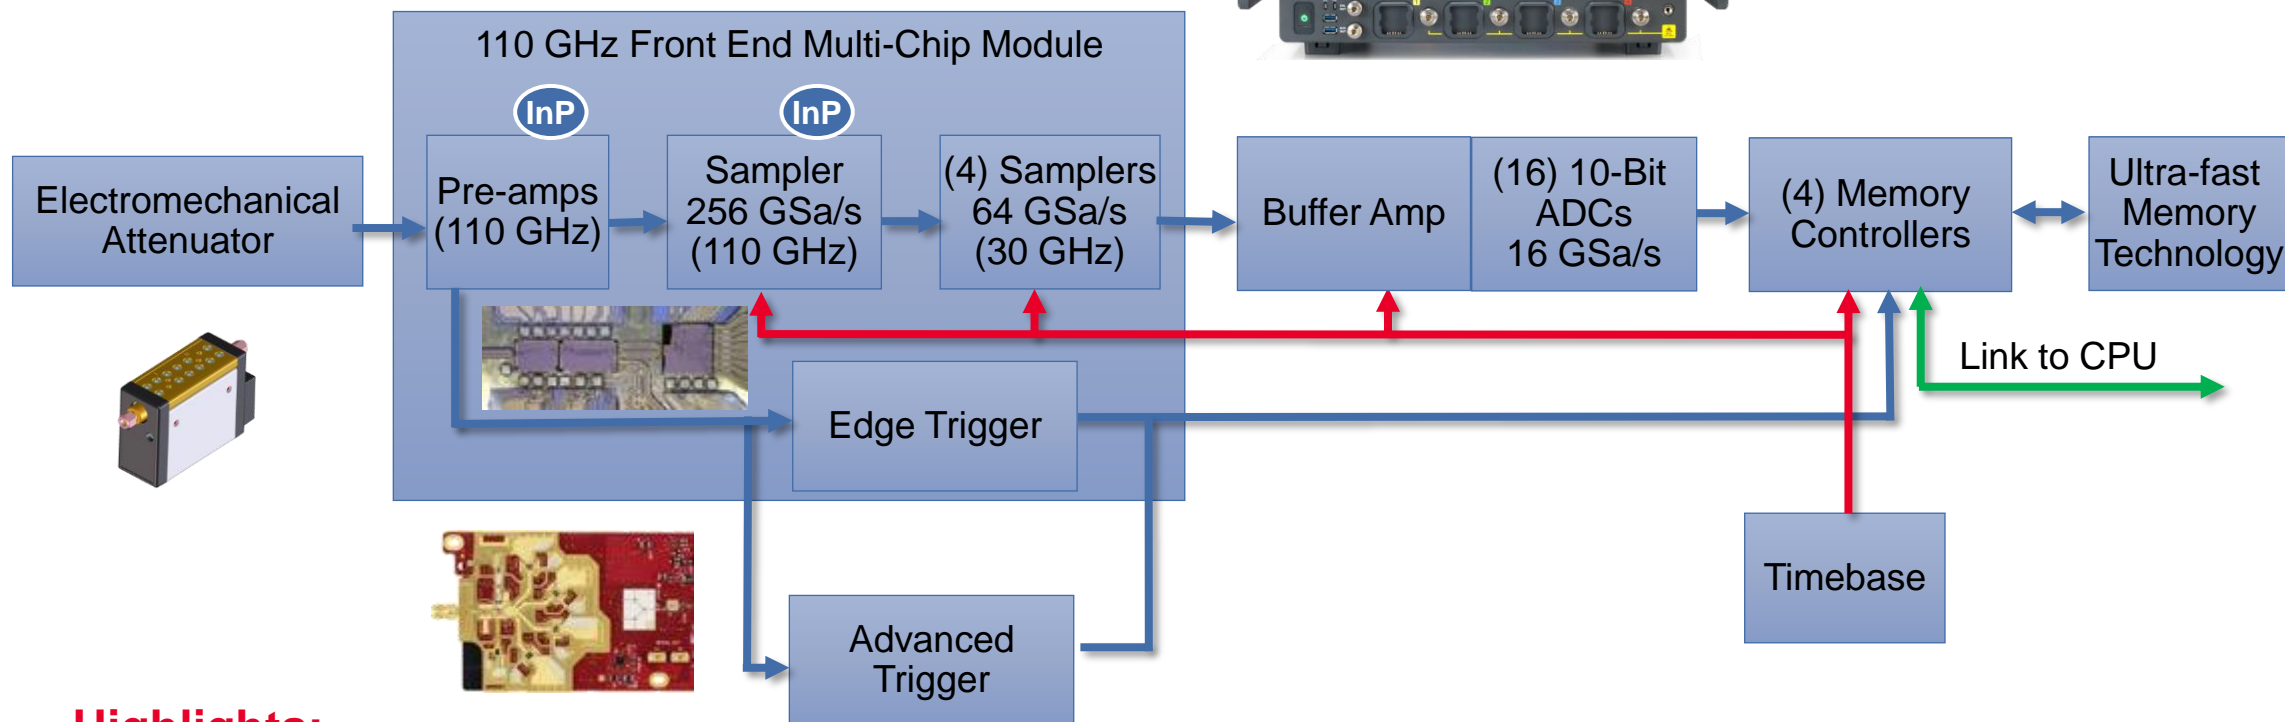 110 GHz Front End Multi-Chip Module
InP
InP
Electromechanical
Attenuator
Pre-amps
(110 GHz)
Sampler
256 GSa/s
(110 GHz)
(4) Samplers
64 GSa/s
(30 GHz)
Buffer Amp
(16) 10-Bit
ADCs
16 GSa/s
(4) Memory
Controllers
Ultra-fast
Memory
Technology
Link to CPU
Edge Trigger
Timebase
Advanced
Trigger
Highlights: